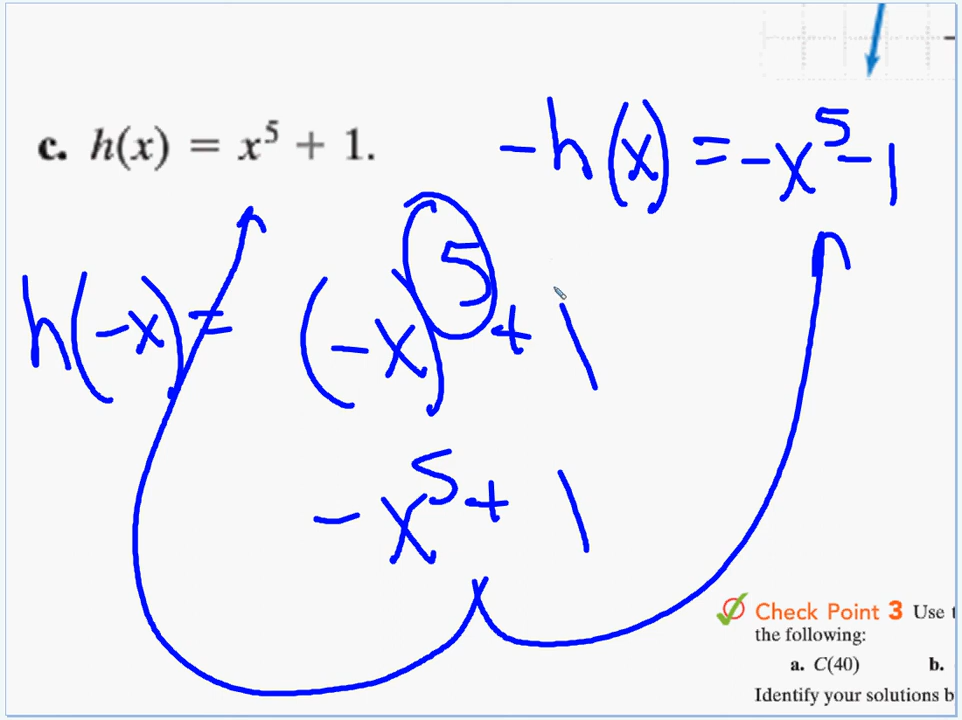 c. h(x) = x⁵ + 1.
-h(x) = -x⁵-1
h(-x) = (-x)⁵ + 1
-x⁵ + 1
Check Point 3 Use
the following:
a. C(40) b.
Identify your solutions b